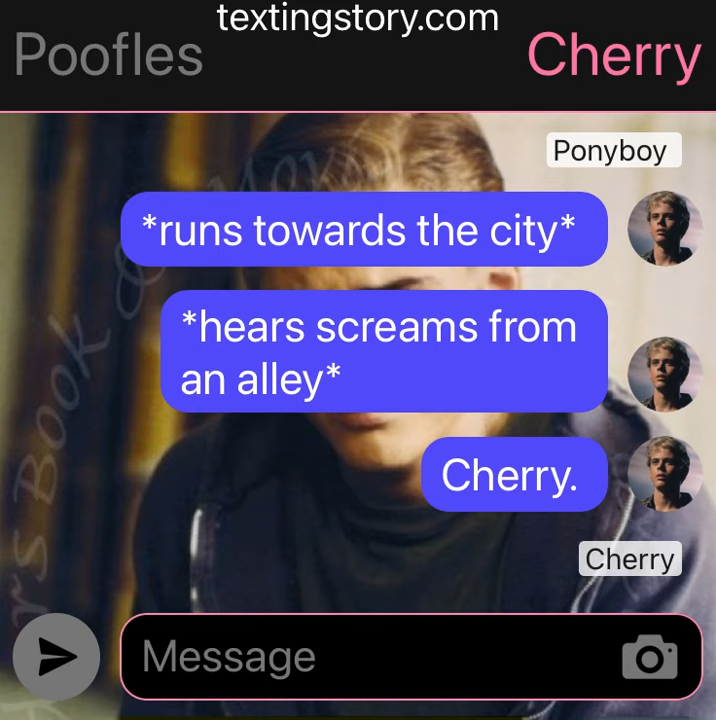 textingstory.com
Poofles
Cherry
Ponyboy
*runs towards the city*
*hears screams from
an alley*
Cherry.
Cherry
Message